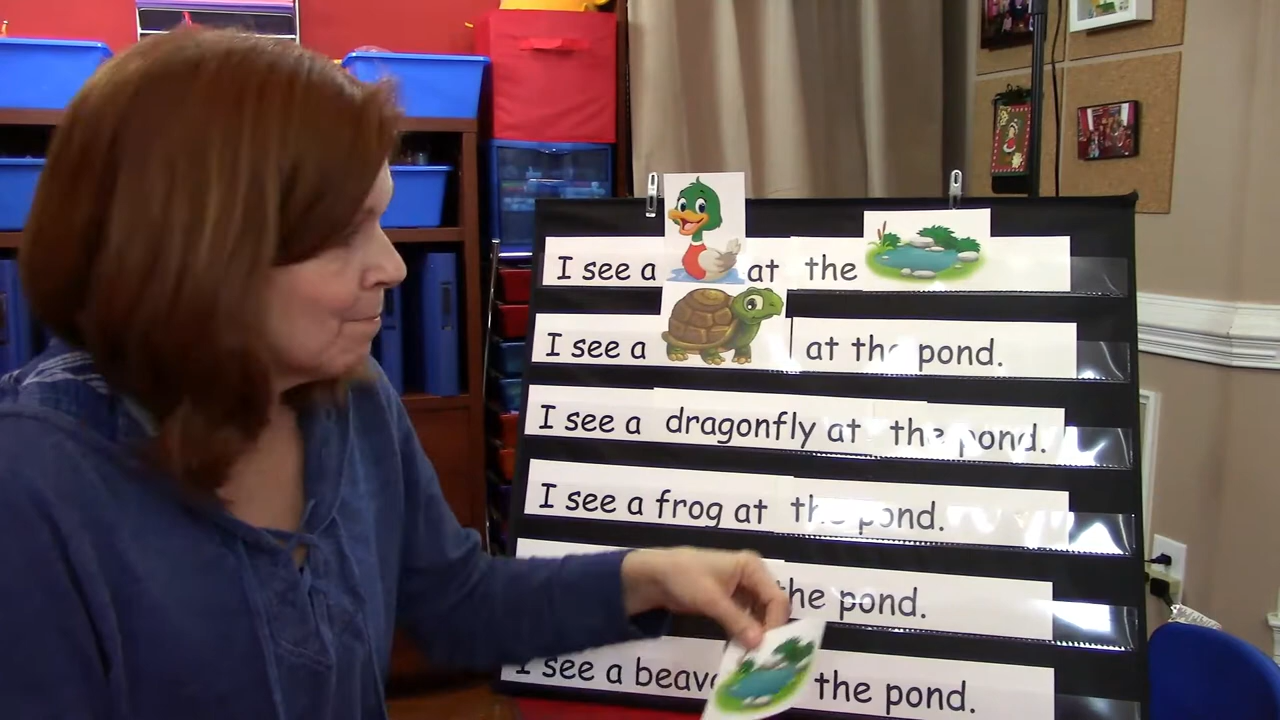 I see a at the
I see a at the pond.
I see a dragonfly at the pond.
I see a frog at the pond.
the pond.
I see a the pond.